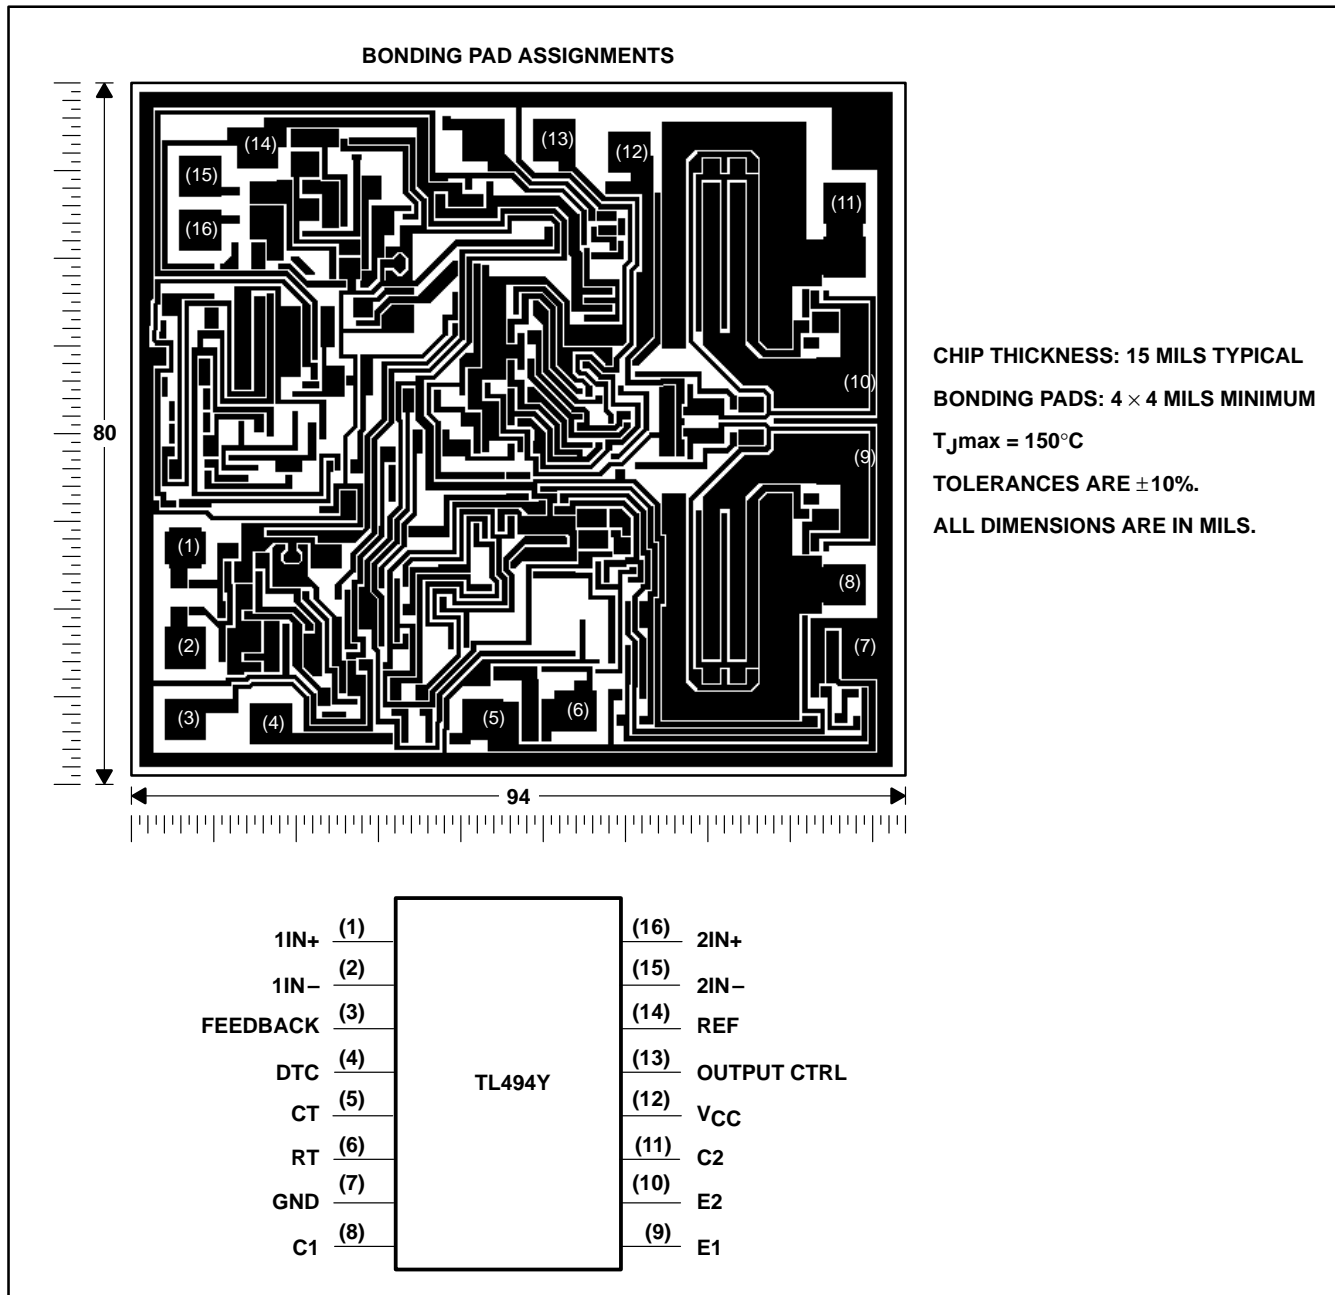 BONDING PAD ASSIGNMENTS
(14)
(13)
(12)
(15)
(16)
(11)
(10)
(9)
(1)
(8)
(2)
(7)
(3)
(4)
(5)
(6)
80
94
CHIP THICKNESS: 15 MILS TYPICAL
BONDING PADS: 4 × 4 MILS MINIMUM
TJmax = 150°C
TOLERANCES ARE ±10%.
ALL DIMENSIONS ARE IN MILS.
1IN+ (1)
1IN− (2)
FEEDBACK (3)
DTC (4)
CT (5)
RT (6)
GND (7)
C1 (8)
TL494Y
(16) 2IN+
(15) 2IN−
(14) REF
(13) OUTPUT CTRL
(12) VCC
(11) C2
(10) E2
(9) E1